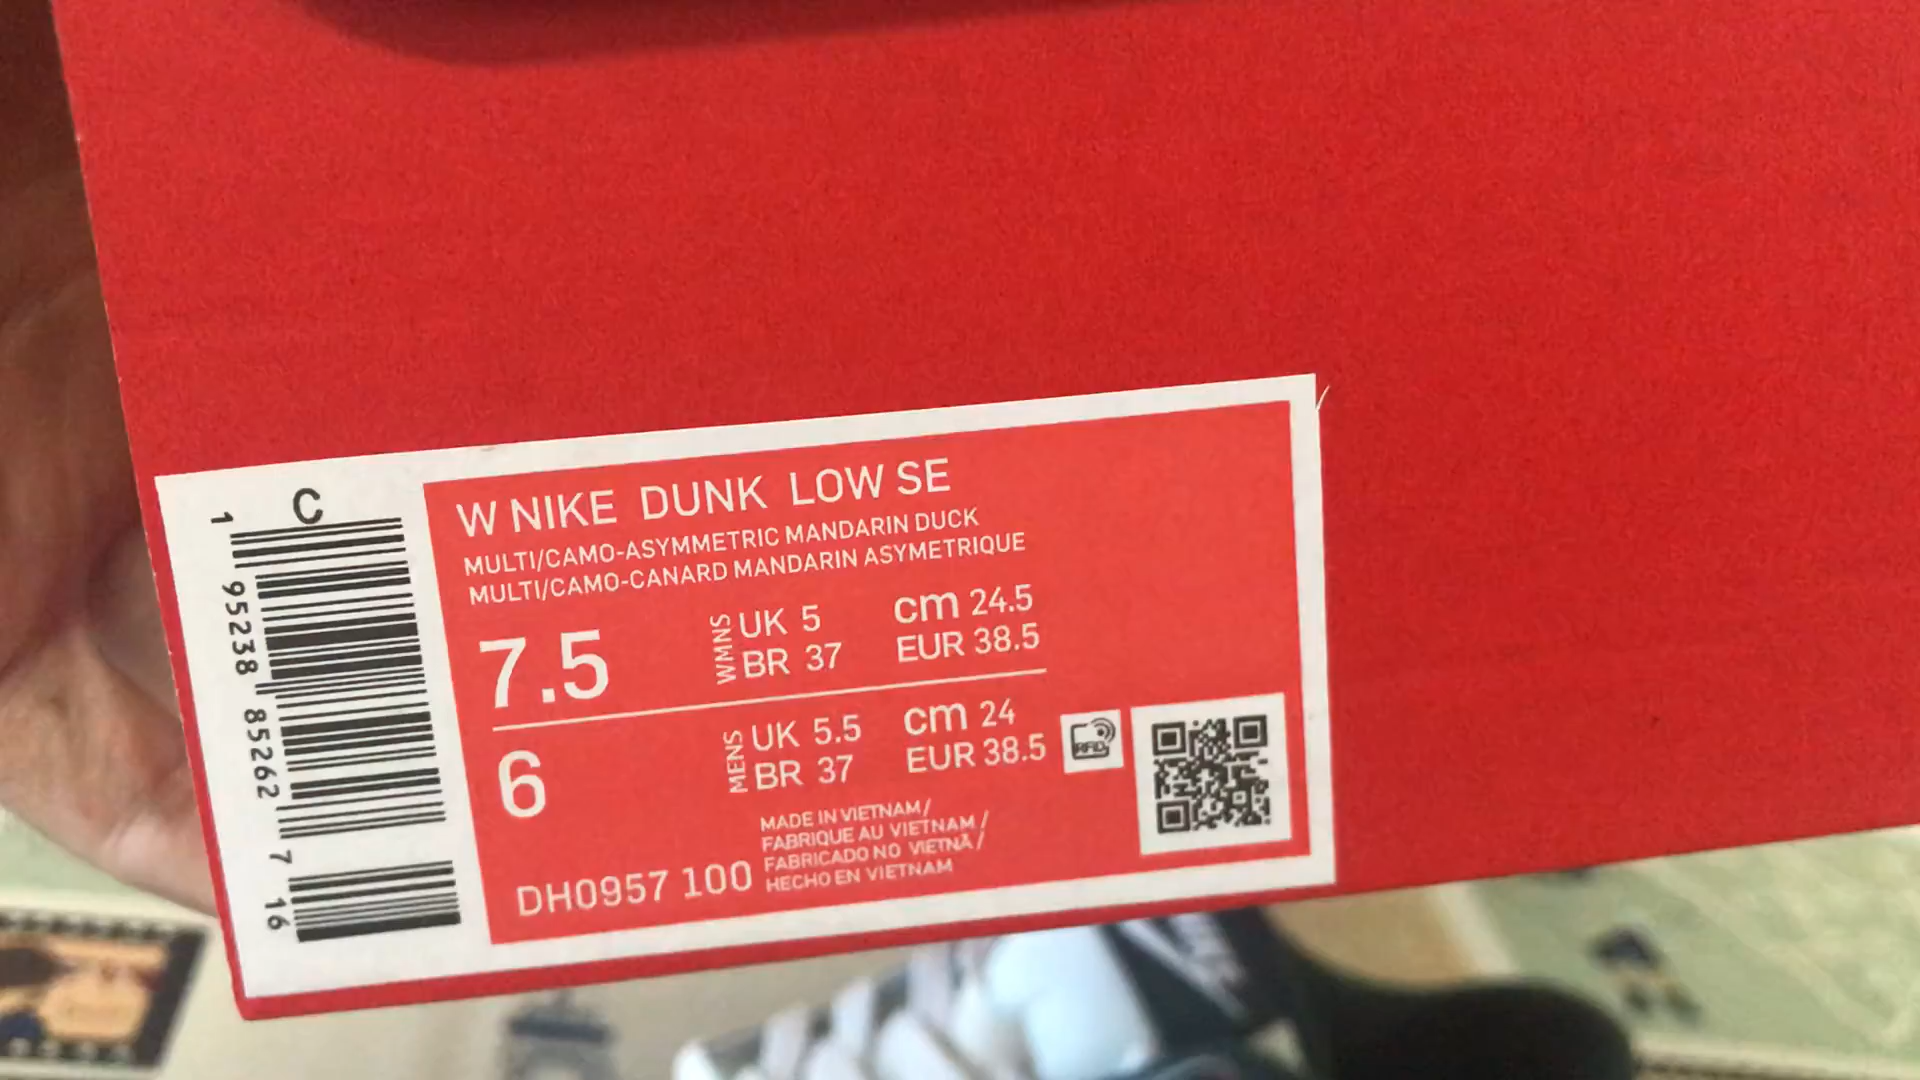 W NIKE DUNK LOW SE
MULTI/CAMO-ASYMMETRIC MANDARIN DUCK
MULTI/CAMO-CANARD MANDARIN ASYMETRIQUE
7.5
WMNS
UK 5
BR 37
cm 24.5
EUR 38.5
6
MENS
UK 5.5
BR 37
cm 24
EUR 38.5
RFID
DH0957 100
MADE IN VIETNAM/
FABRIQUE AU VIETNAM/
FABRICADO NO VIETNÃ/
HECHO EN VIETNAM
C
1 95238 85262 7 16